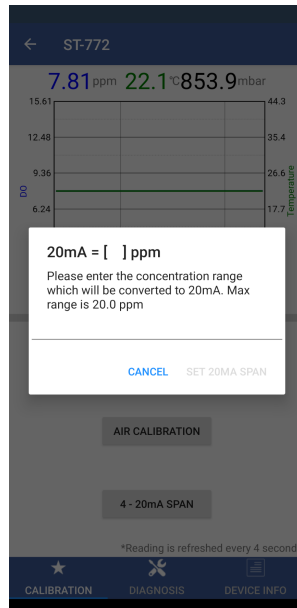 ST-772
7.81ppm 22.1℃853.9mbar
15.61 44.3
12.48 35.4
9.36 26.6
DO Temperature
6.24 17.7
20mA = [ ] ppm
Please enter the concentration range
which will be converted to 20mA. Max
range is 20.0 ppm
CANCEL SET 20MA SPAN
AIR CALIBRATION
4 - 20mA SPAN
*Reading is refreshed every 4 second
CALIBRATION DIAGNOSIS DEVICE INFO